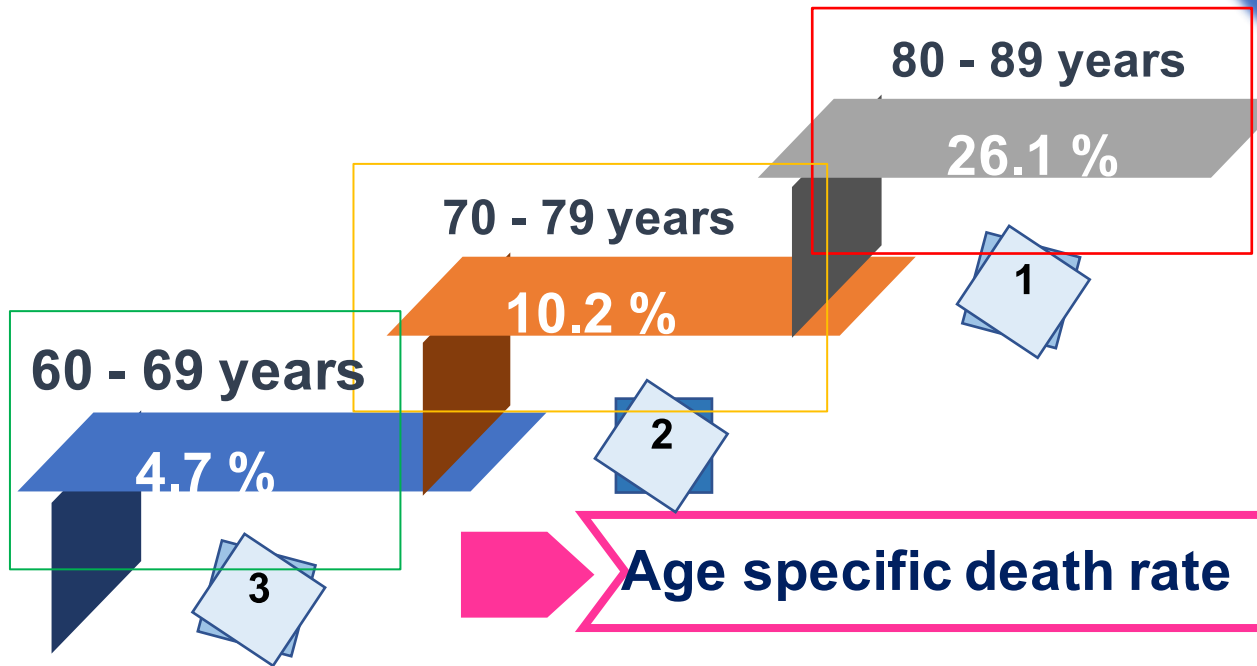 80 - 89 years
26.1 %
70 - 79 years
10.2 %
1
60 - 69 years
4.7 %
2
3
Age specific death rate